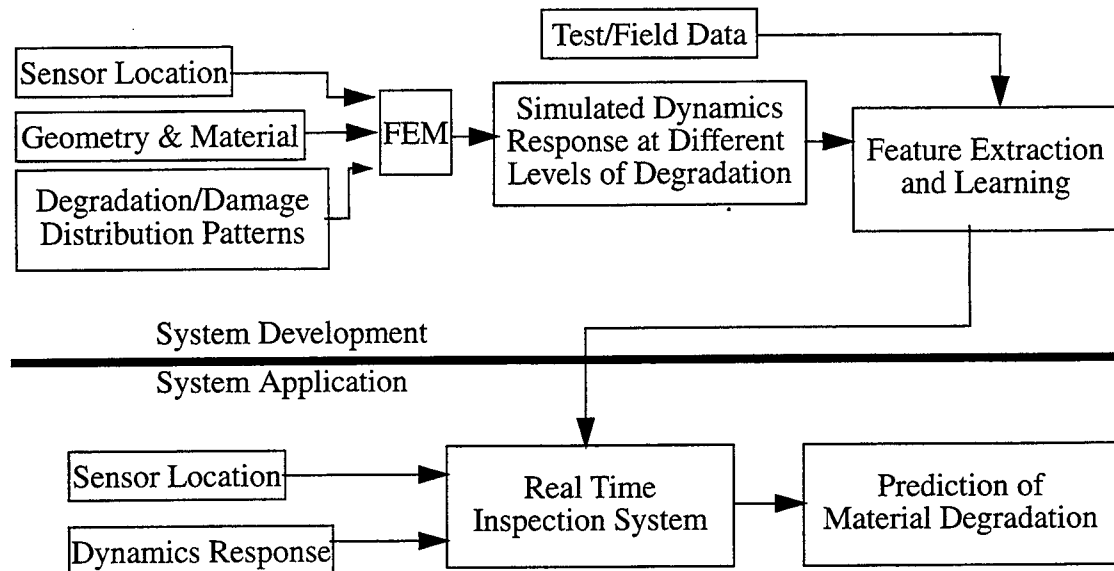 Test/Field Data
Sensor Location
Geometry & Material
Degradation/Damage
Distribution Patterns
FEM
Simulated Dynamics
Response at Different
Levels of Degradation
Feature Extraction
and Learning
System Development
System Application
Sensor Location
Dynamics Response
Real Time
Inspection System
Prediction of
Material Degradation